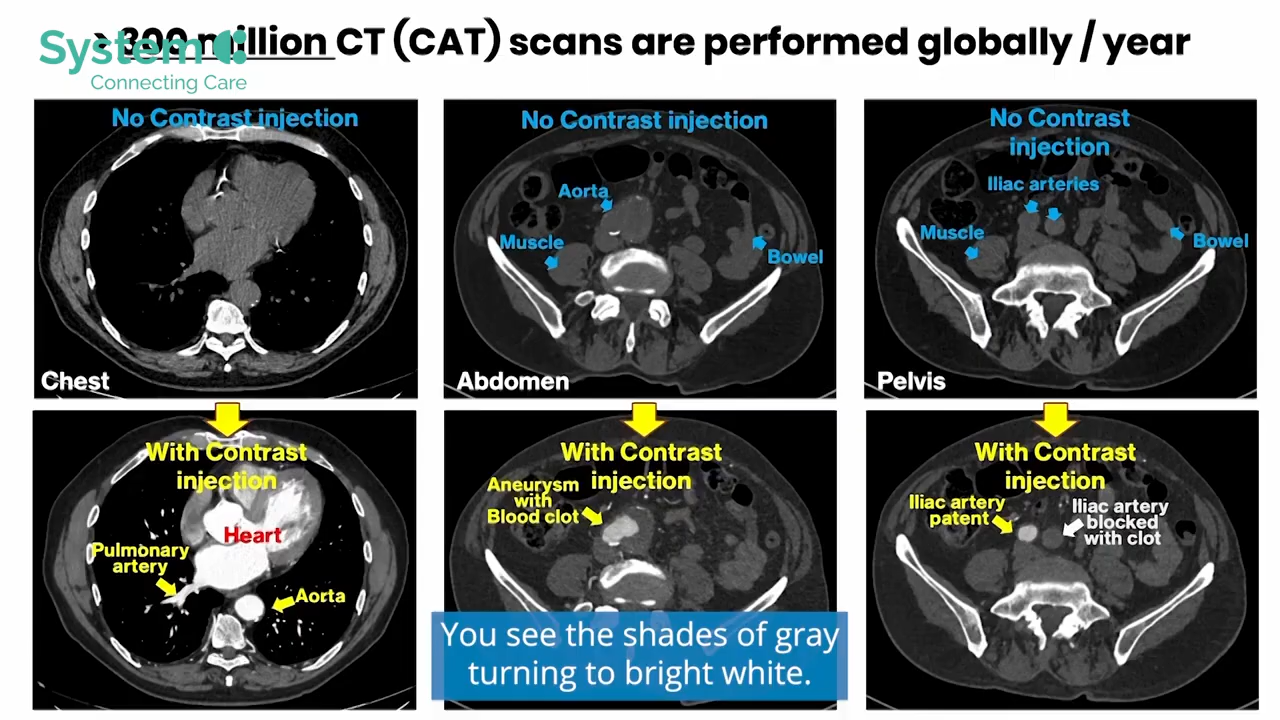 > 300 million CT (CAT) scans are performed globally / year
System C
Connecting Care
No Contrast injection
Chest
No Contrast injection
Aorta
Muscle
Bowel
Abdomen
No Contrast
injection
Iliac arteries
Muscle
Bowel
Pelvis
With Contrast
injection
Heart
Pulmonary
artery
Aorta
With Contrast
injection
Aneurysm
with
Blood clot
With Contrast
injection
Iliac artery
patent
Iliac artery
blocked
with clot
You see the shades of gray
turning to bright white.